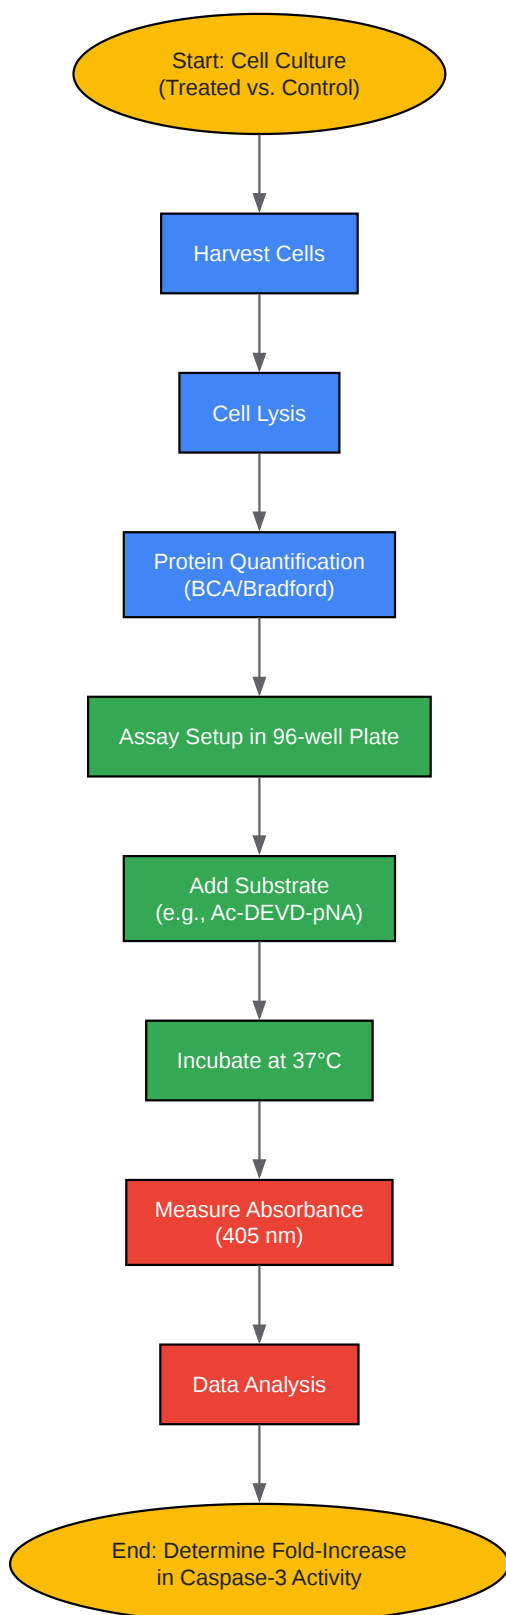 Start: Cell Culture
(Treated vs. Control)
Harvest Cells
Cell Lysis
Protein Quantification
(BCA/Bradford)
Assay Setup in 96-well Plate
Add Substrate
(e.g., Ac-DEVD-pNA)
Incubate at 37°C
Measure Absorbance
(405 nm)
Data Analysis
End: Determine Fold-Increase
in Caspase-3 Activity